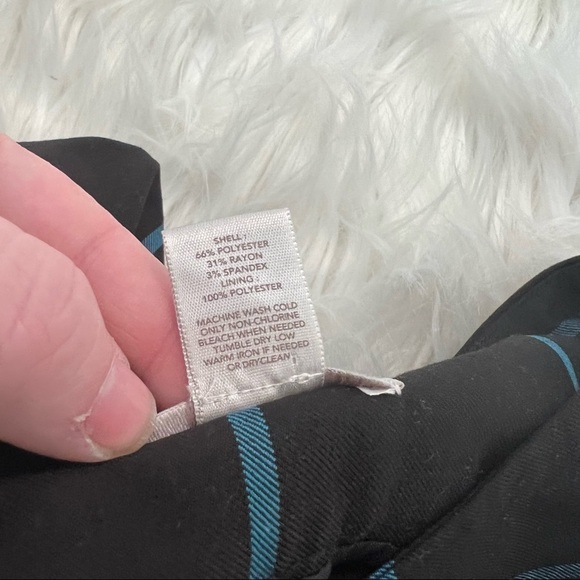 SHELL :
66% POLYESTER
31% RAYON
3% SPANDEX
LINING :
100% POLYESTER
MACHINE WASH COLD
ONLY NON-CHLORINE
BLEACH WHEN NEEDED
TUMBLE DRY LOW
WARM IRON IF NEEDED
OR DRYCLEAN